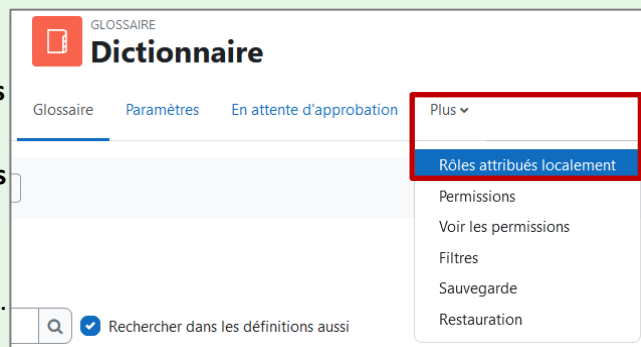 GLOSSAIRE
Dictionnaire
s
Glossaire Paramètres En attente d'approbation Plus
Rôles attribués localement
s
Permissions
Voir les permissions
Filtres
Sauvegarde
.
Rechercher dans les définitions aussi
Restauration